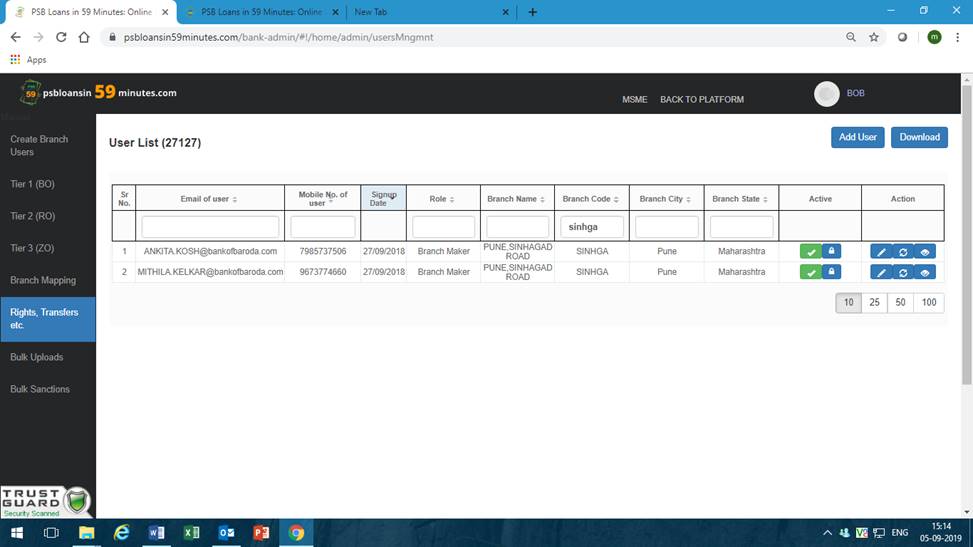 PSB Loans in 59 Minutes: Online
PSB Loans in 59 Minutes: Online
New Tab
psbloansin59minutes.com/bank-admin/#!/home/admin/usersMngmnt
m
Apps
59
psbloansin 59 minutes.com
MSME BACK TO PLATFORM BOB
Create Branch
Users
Tier 1 (BO)
Tier 2 (RO)
Tier 3 (ZO)
Branch Mapping
Rights, Transfers
etc.
Bulk Uploads
Bulk Sanctions
User List (27127)
Add User Download
Sr No. Email of user Mobile No. of user Signup Date Role Branch Name Branch Code Branch City Branch State Active Action
sinhga
1 ANKITA.KOSH@bankofbaroda.com 7985737506 27/09/2018 Branch Maker PUNE,SINHAGAD ROAD SINHGA Pune Maharashtra
2 MITHILA.KELKAR@bankofbaroda.com 9673774660 27/09/2018 Branch Maker PUNE,SINHAGAD ROAD SINHGA Pune Maharashtra
10 25 50 100
TRUST
GUARD
Security Scanned
ENG
15:14
05-09-2019